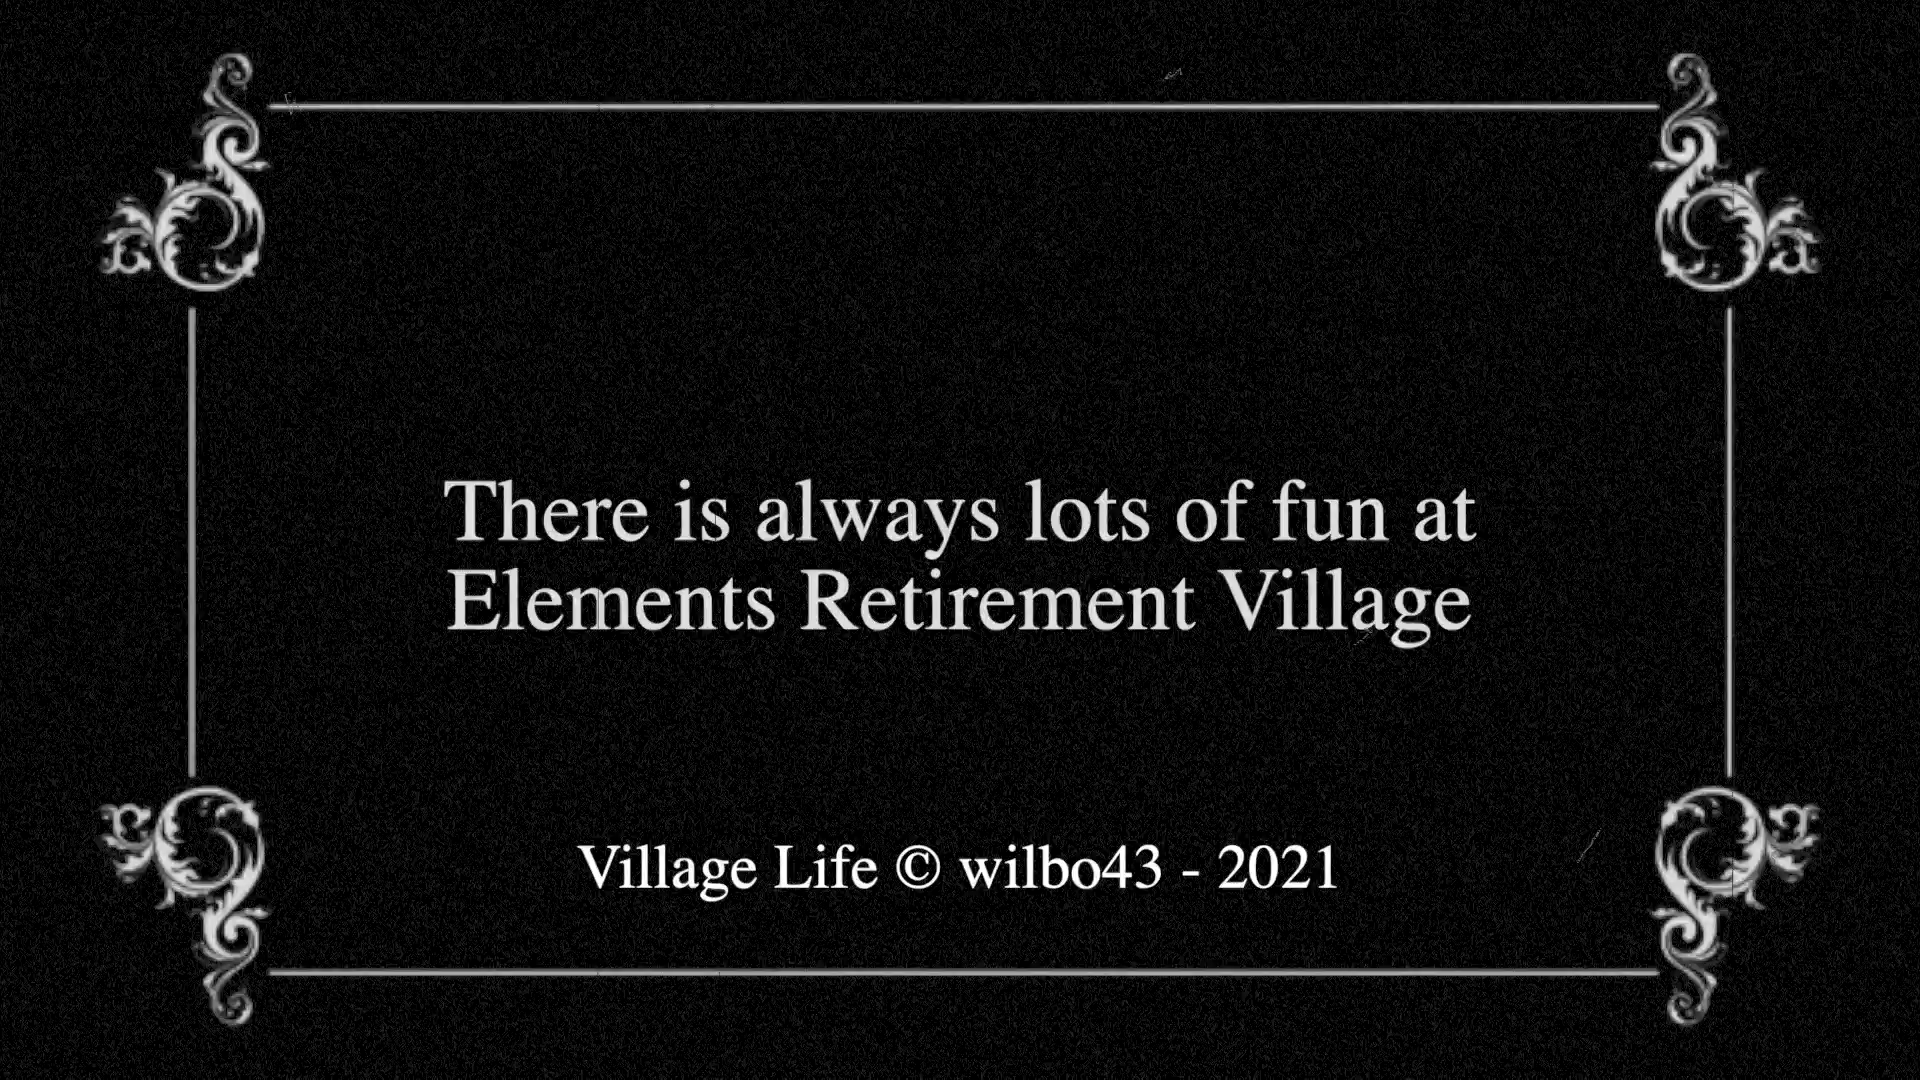 There is always lots of fun at
Elements Retirement Village
Village Life © wilbo43 - 2021